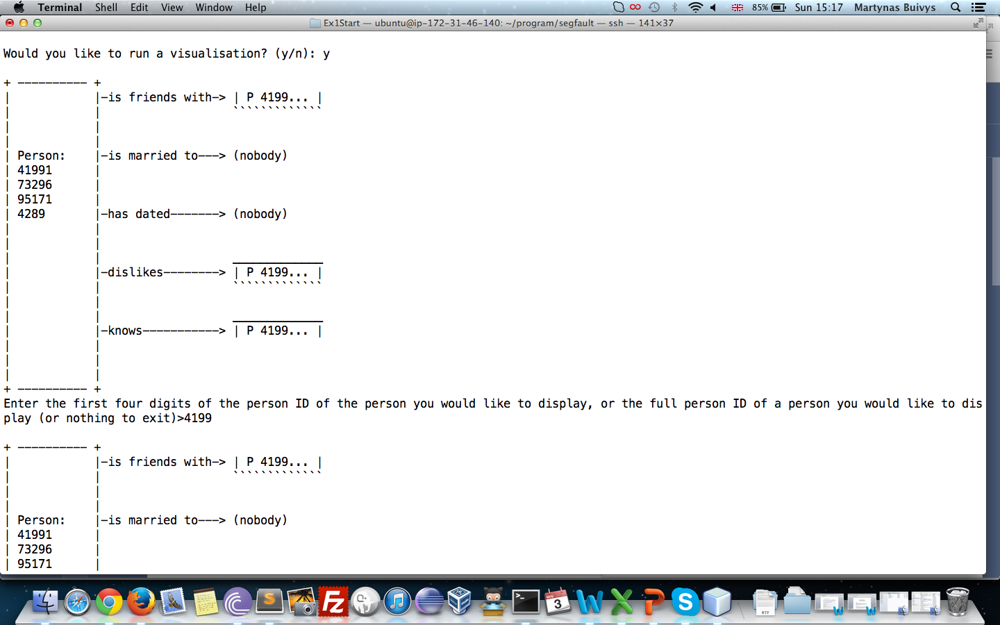 Terminal Shell Edit View Window Help 85% Sun 15:17 Martynas Buivys
Ex1Start — ubuntu@ip-172-31-46-140: ~/program/segfault — ssh — 141×37
Would you like to run a visualisation? (y/n): y
+ ---------- +
|            |-is friends with-> | P 4199... |
|            |                   `````````````
|            |
|            |
| Person:    |-is married to---> (nobody)
| 41991      |
| 73296      |
| 95171      |
| 4289       |-has dated-------> (nobody)
|            |
|            |
|            |                   _____________
|            |-dislikes--------> | P 4199... |
|            |                   `````````````
|            |
|            |                   _____________
|            |-knows-----------> | P 4199... |
|            |
|            |
|            |
+ ---------- +
Enter the first four digits of the person ID of the person you would like to display, or the full person ID of a person you would like to dis
play (or nothing to exit)>4199
+ ---------- +
|            |-is friends with-> | P 4199... |
|            |                   `````````````
|            |
|            |
| Person:    |-is married to---> (nobody)
| 41991      |
| 73296      |
| 95171      |
NOV
3
RTF